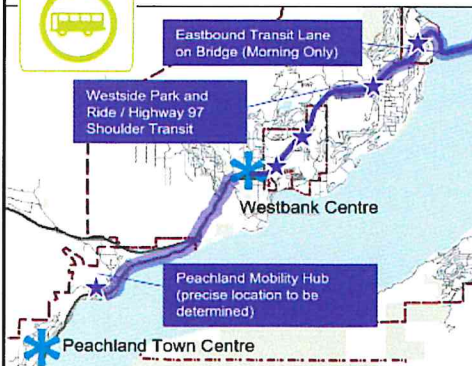 Eastbound Transit Lane
on Bridge (Morning Only)
Westside Park and
Ride / Highway 97
Shoulder Transit
Westbank Centre
Peachland Mobility Hub
(precise location to be
determined)
Peachland Town Centre